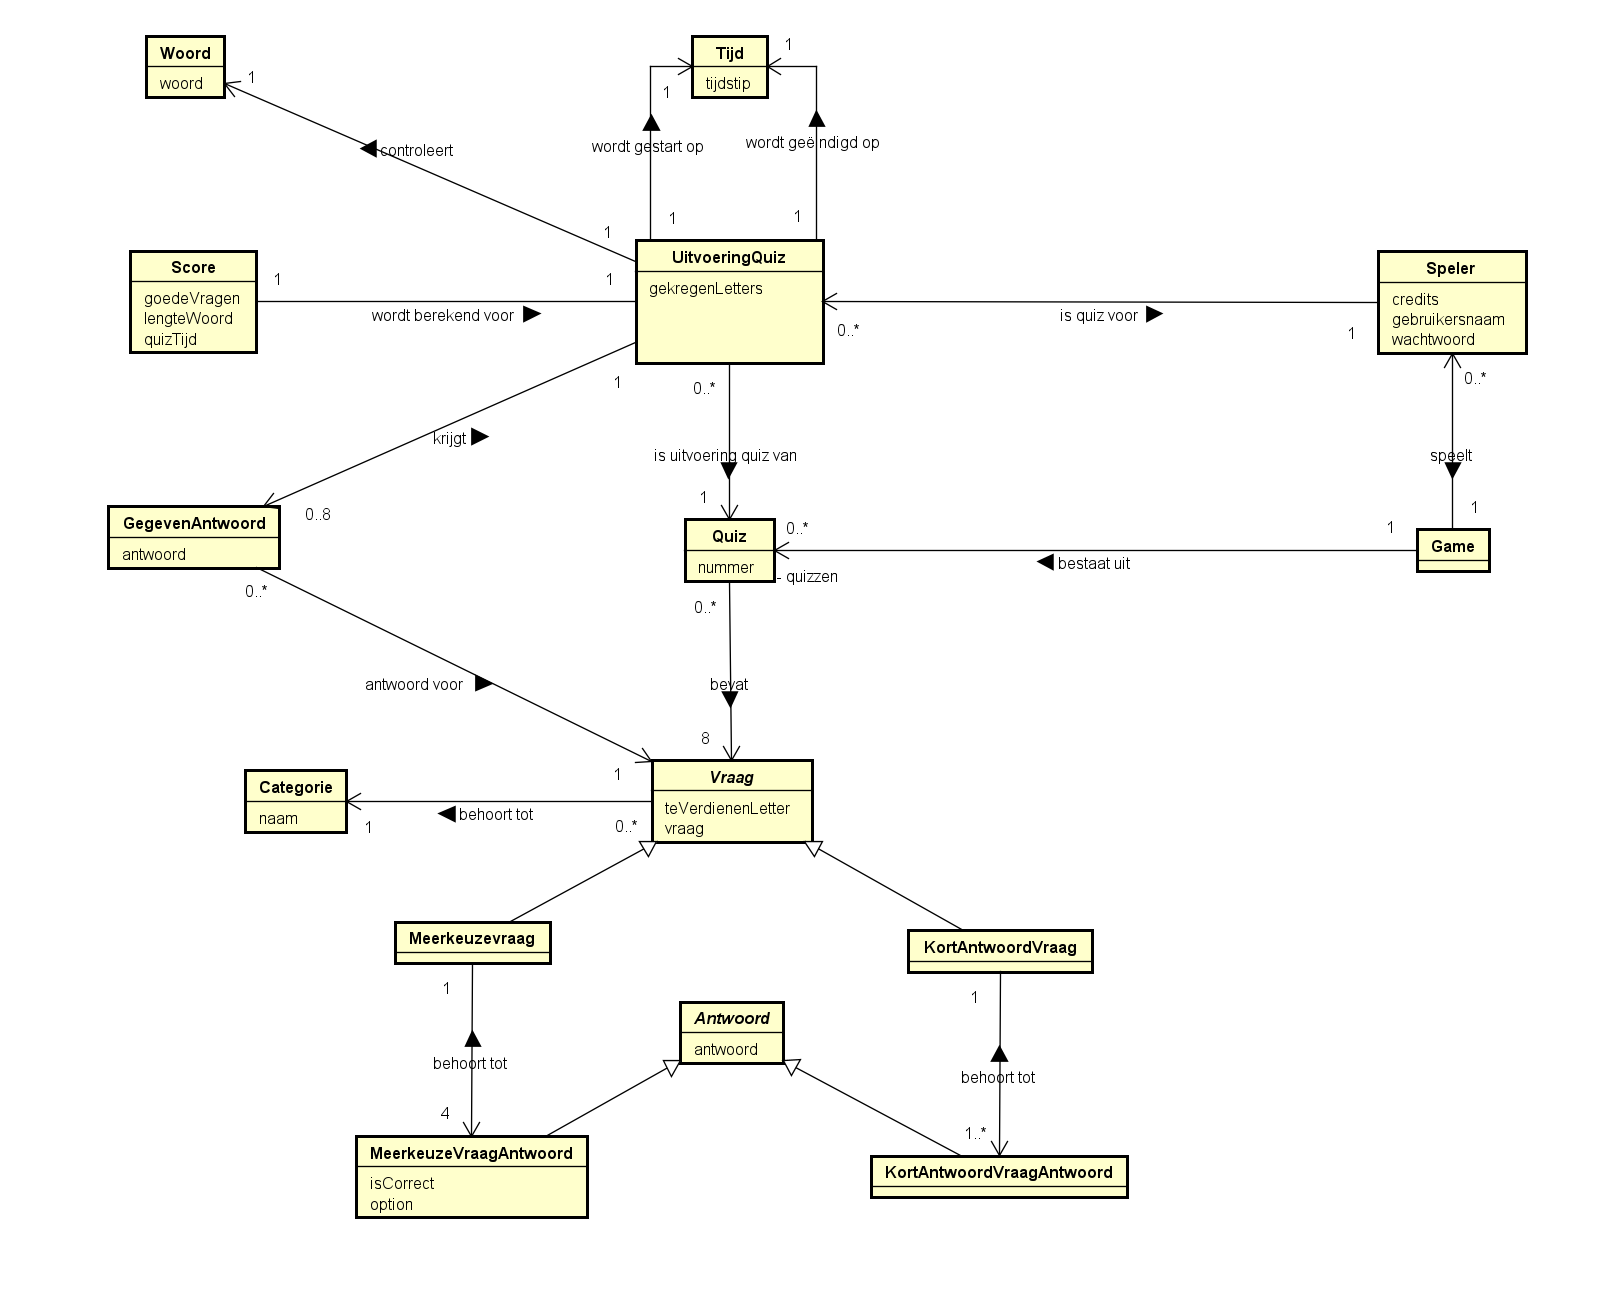 Woord
woord
1
controleert
1
Tijd
tijdstip
1
1
wordt gestart op
wordt geëindigd op
1
1
Score
goedeVragen
lengteWoord
quizTijd
1
wordt berekend voor
1
UitvoeringQuiz
gekregenLetters
0..*
is quiz voor
1
Speler
credits
gebruikersnaam
wachtwoord
0..*
speelt
1
1
krijgt
0..8
0..*
is uitvoering quiz van
1
GegevenAntwoord
antwoord
0..*
antwoord voor
1
Quiz
nummer
0..*
- quizzen
bestaat uit
1
Game
0..*
bevat
8
Categorie
naam
1
behoort tot
0..*
Vraag
teVerdienenLetter
vraag
Meerkeuzevraag
KortAntwoordVraag
1
behoort tot
4
Antwoord
antwoord
1
behoort tot
1..*
MeerkeuzeVraagAntwoord
isCorrect
option
KortAntwoordVraagAntwoord